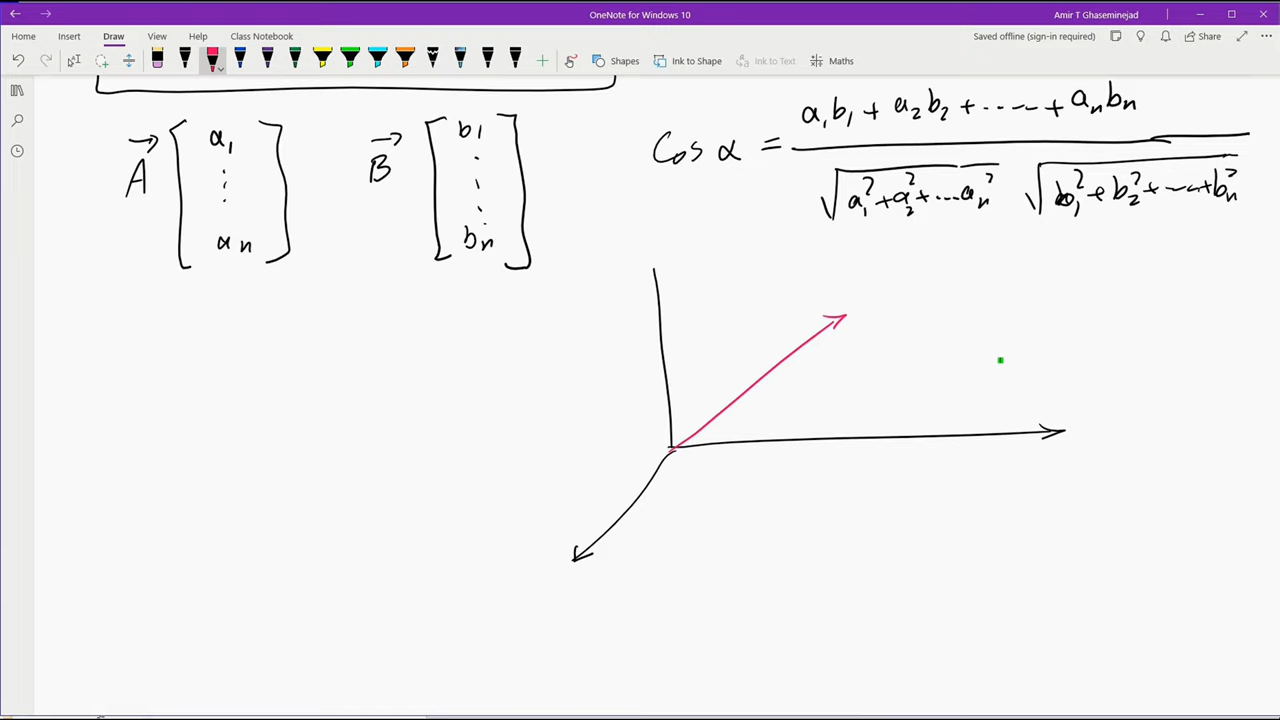 OneNote for Windows 10
Amir T Ghaseminejad
Home Insert Draw View Help Class Notebook
Saved offline (sign-in required) Share
Shapes Ink to Shape Ink to Text Maths
A [a1 ⋮ an] B [b1 ⋮ bn]
Cos α = a1b1 + a2b2 + ..... + anbn
√a1² + a2² + ... an² √b1² + b2² + ... + bn²